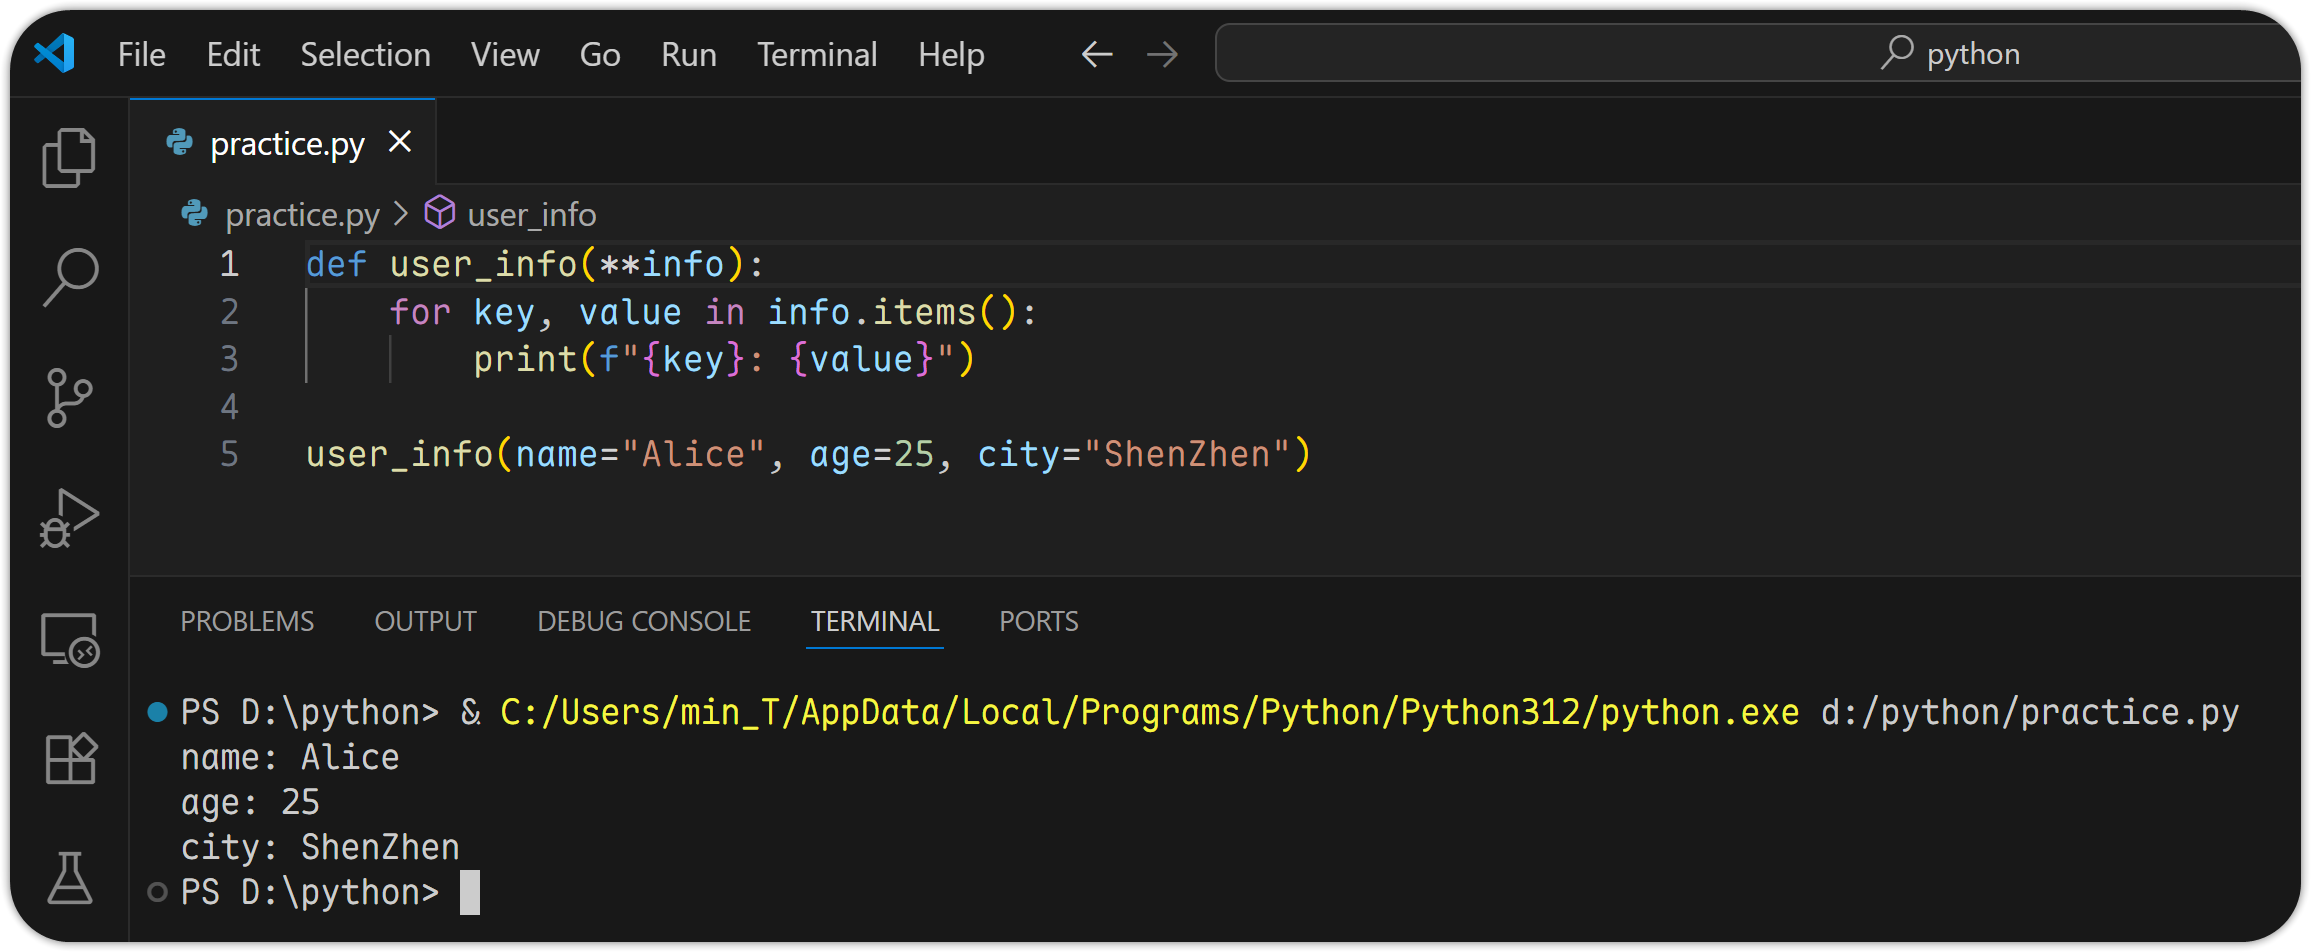 File Edit Selection View Go Run Terminal Help python
practice.py
practice.py > user_info
1 def user_info(**info):
2     for key, value in info.items():
3         print(f"{key}: {value}")
4
5 user_info(name="Alice", age=25, city="ShenZhen")
PROBLEMS OUTPUT DEBUG CONSOLE TERMINAL PORTS
PS D:\python> & C:/Users/min_T/AppData/Local/Programs/Python/Python312/python.exe d:/python/practice.py
name: Alice
age: 25
city: ShenZhen
PS D:\python>